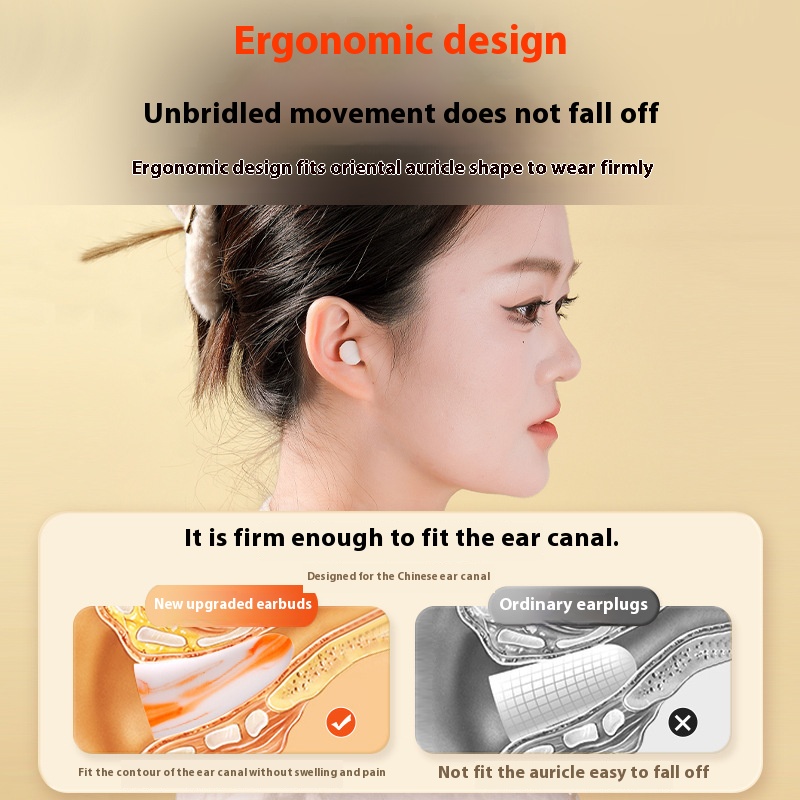 Ergonomic design
Unbridled movement does not fall off
Ergonomic design fits oriental auricle shape to wear firmly
It is firm enough to fit the ear canal.
Designed for the Chinese ear canal
New upgraded earbuds
Ordinary earplugs
Fit the contour of the ear canal without swelling and pain
Not fit the auricle easy to fall off